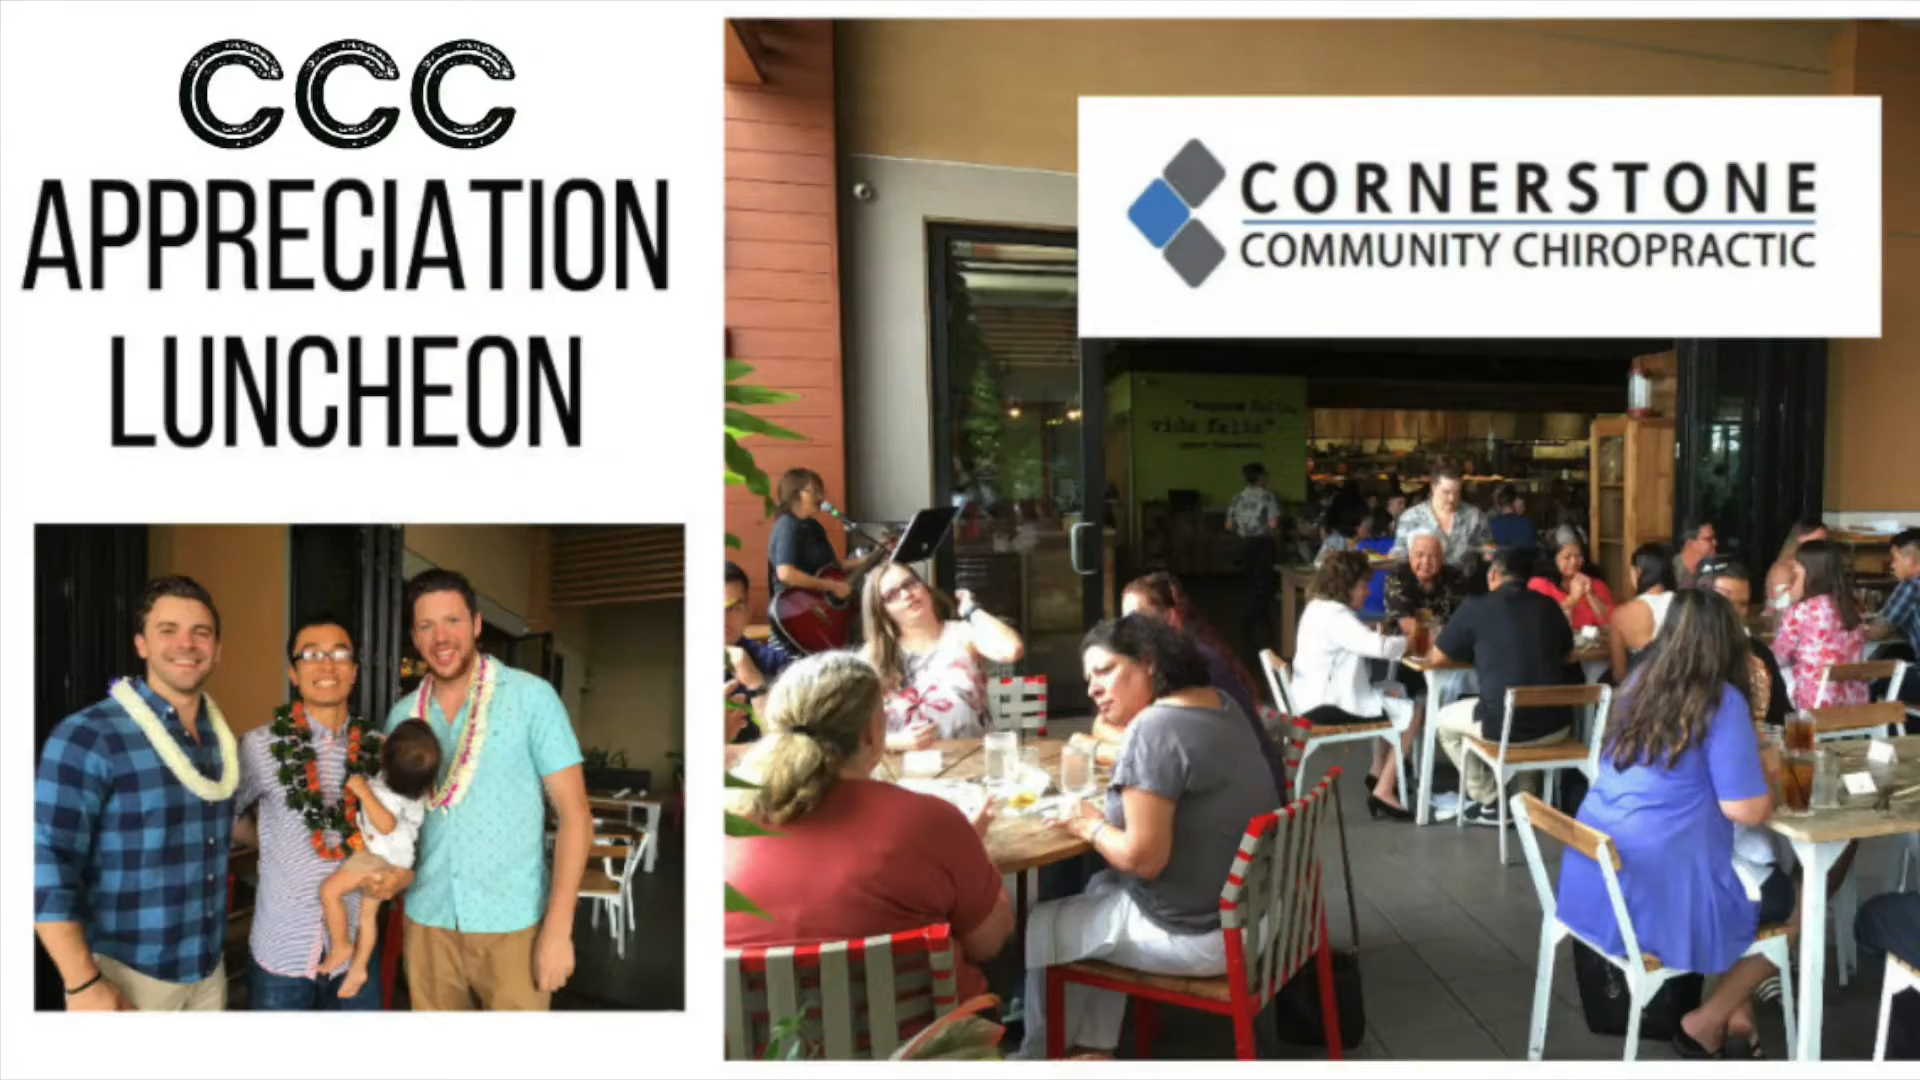 CCC
APPRECIATION
LUNCHEON
CORNERSTONE
COMMUNITY CHIROPRACTIC